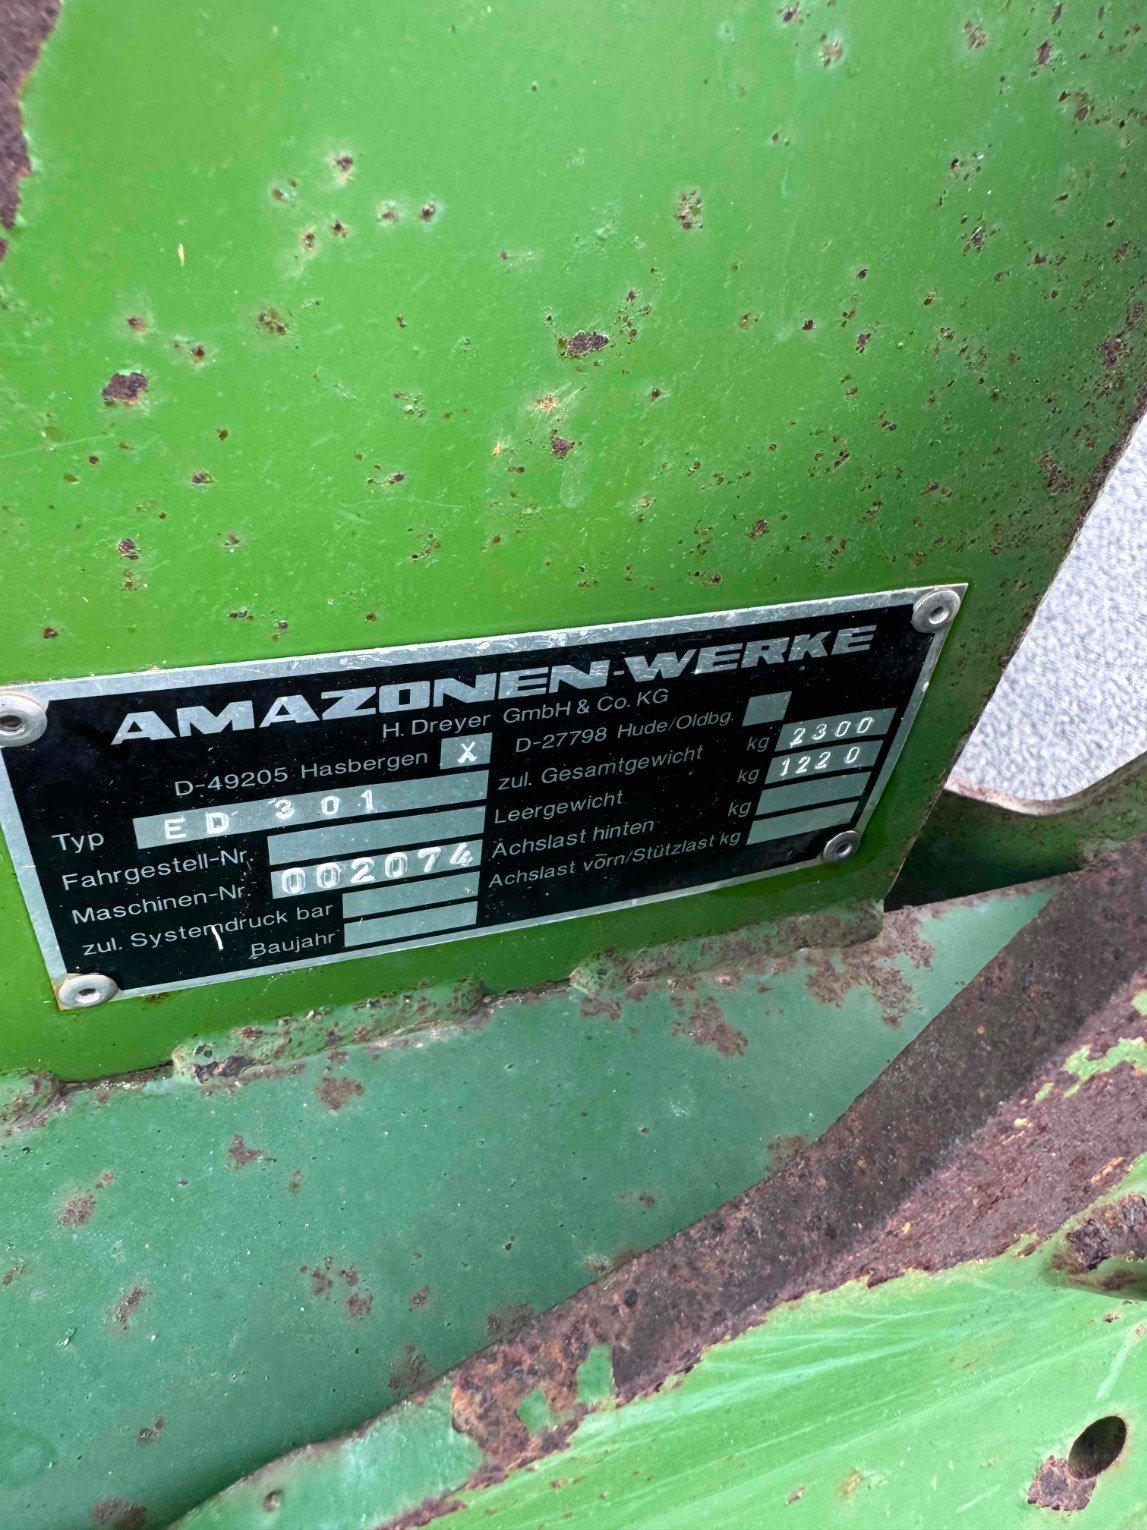 AMAZONEN-WERKE
H. Dreyer GmbH & Co. KG
D-49205 Hasbergen X D-27798 Hude/Oldbg.
Typ ED 301
Fahrgestell-Nr.
Maschinen-Nr. 002074
zul. Systemdruck bar
Baujahr
zul. Gesamtgewicht kg 2300
Leergewicht kg 1220
Achslast hinten kg
Achslast vorn/Stützlast kg